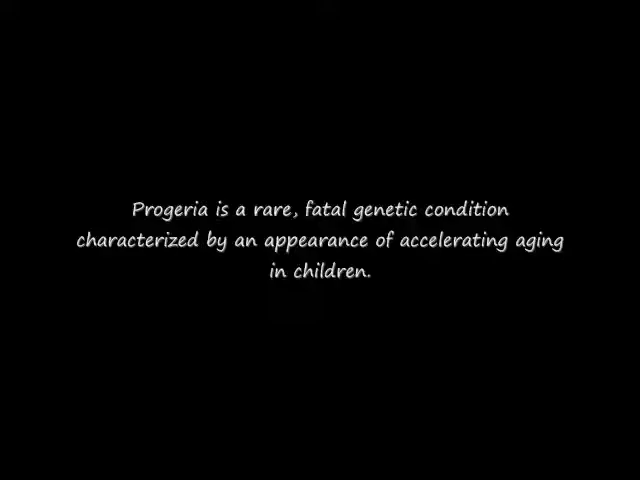 Progeria is a rare, fatal genetic condition
characterized by an appearance of accelerating aging
in children.